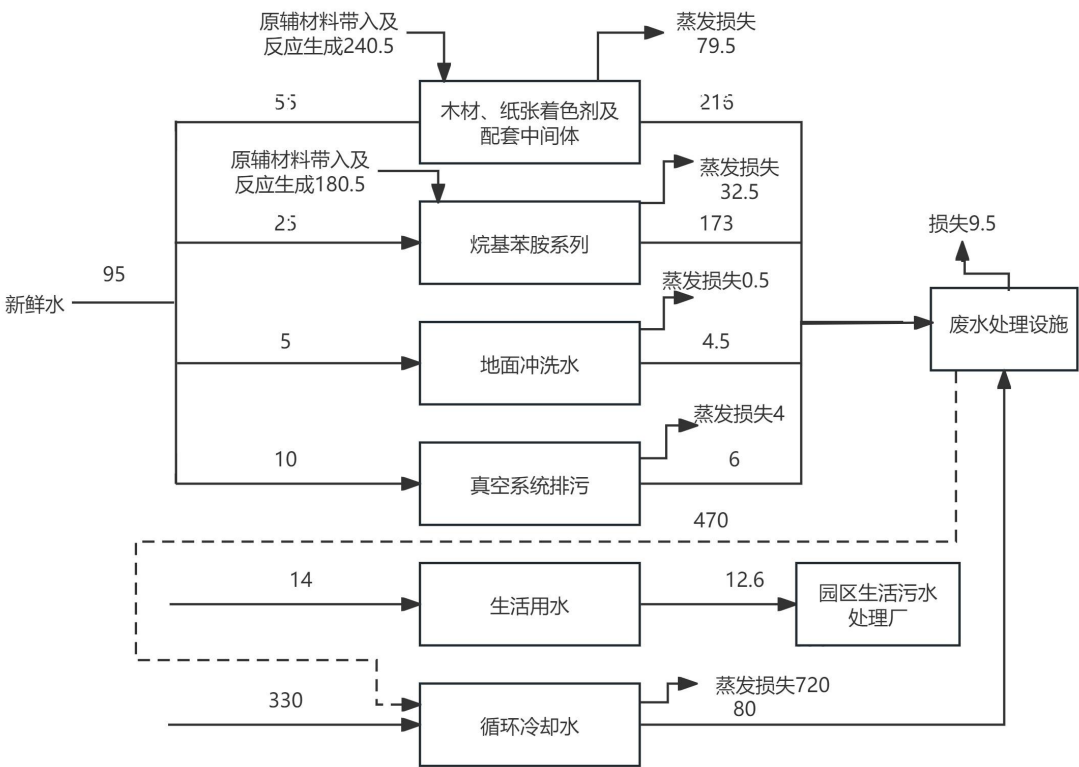 原辅材料带入及
反应生成240.5
蒸发损失
79.5
55
木材、纸张着色剂及
配套中间体
216
原辅材料带入及
反应生成180.5
蒸发损失
32.5
25
烷基苯胺系列
173
损失9.5
新鲜水
95
蒸发损失0.5
废水处理设施
5
地面冲洗水
4.5
蒸发损失4
10
真空系统排污
6
470
14
生活用水
12.6
园区生活污水
处理厂
330
循环冷却水
蒸发损失720
80